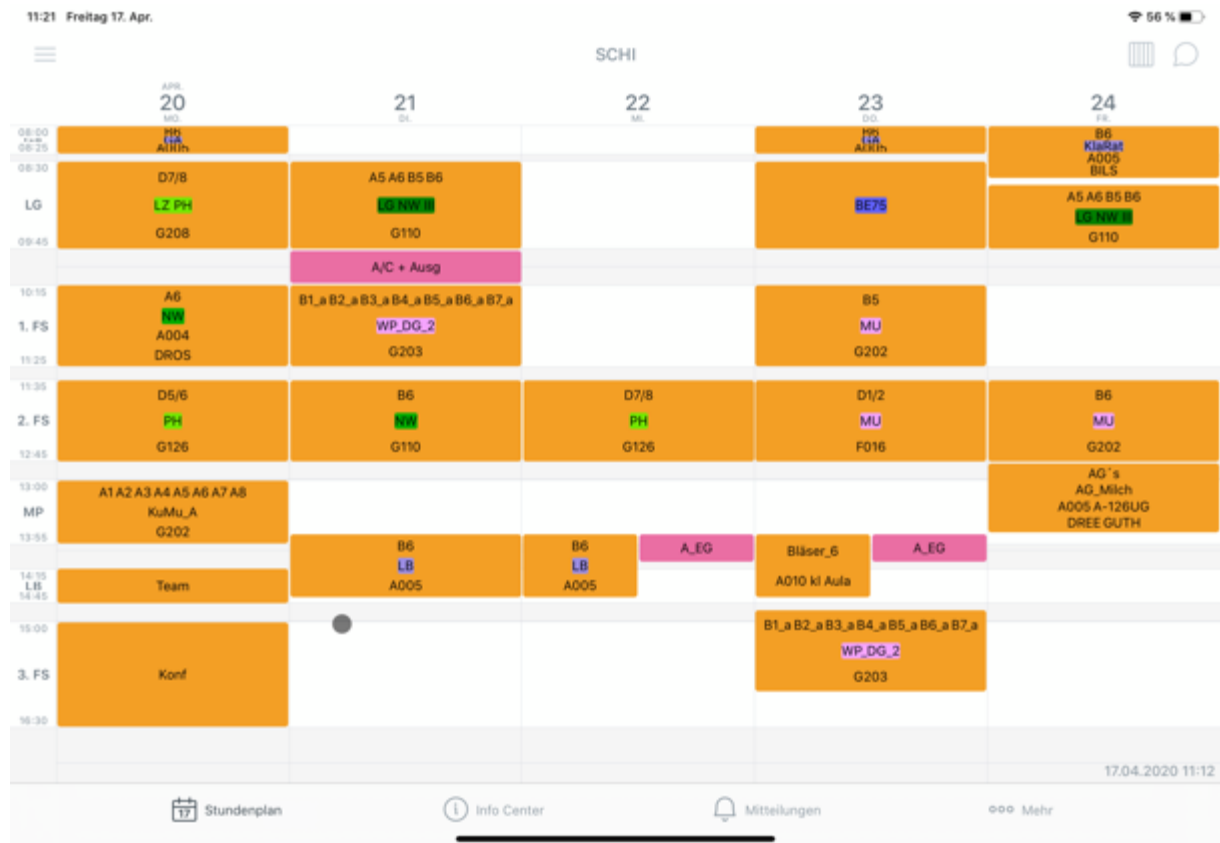 11:21 Freitag 17. Apr.
56 %
SCHI
APR.
20 21 22 23 24
MO. DI. MI. DO. FR.
08:00
08:25
A005
A005
B6
KlaRat
A005
BILS
08:30
LG
09:45
D7/8
LZ PH
G208
A5 A6 B5 B6
LG NW III
G110
BE75
A5 A6 B5 B6
LG NW III
G110
A/C + Ausg
10:15
1. FS
11:25
A6
NW
A004
DROS
B1_a B2_a B3_a B4_a B5_a B6_a B7_a
WP_DG_2
G203
B5
MU
G202
11:35
2. FS
12:45
D5/6
PH
G126
B6
NW
G110
D7/8
PH
G126
D1/2
MU
F016
B6
MU
G202
13:00
MP
13:55
A1 A2 A3 A4 A5 A6 A7 A8
KuMu_A
G202
AG´s
AG_Milch
A005 A-126UG
DREE GUTH
B6
LB
A005
B6
LB
A005
A_EG
Bläser_6
A010 kl Aula
A_EG
14:15
LB
14:45
Team
15:00
3. FS
16:30
Konf
B1_a B2_a B3_a B4_a B5_a B6_a B7_a
WP_DG_2
G203
17.04.2020 11:12
17 Stundenplan
Info Center
Mitteilungen
Mehr